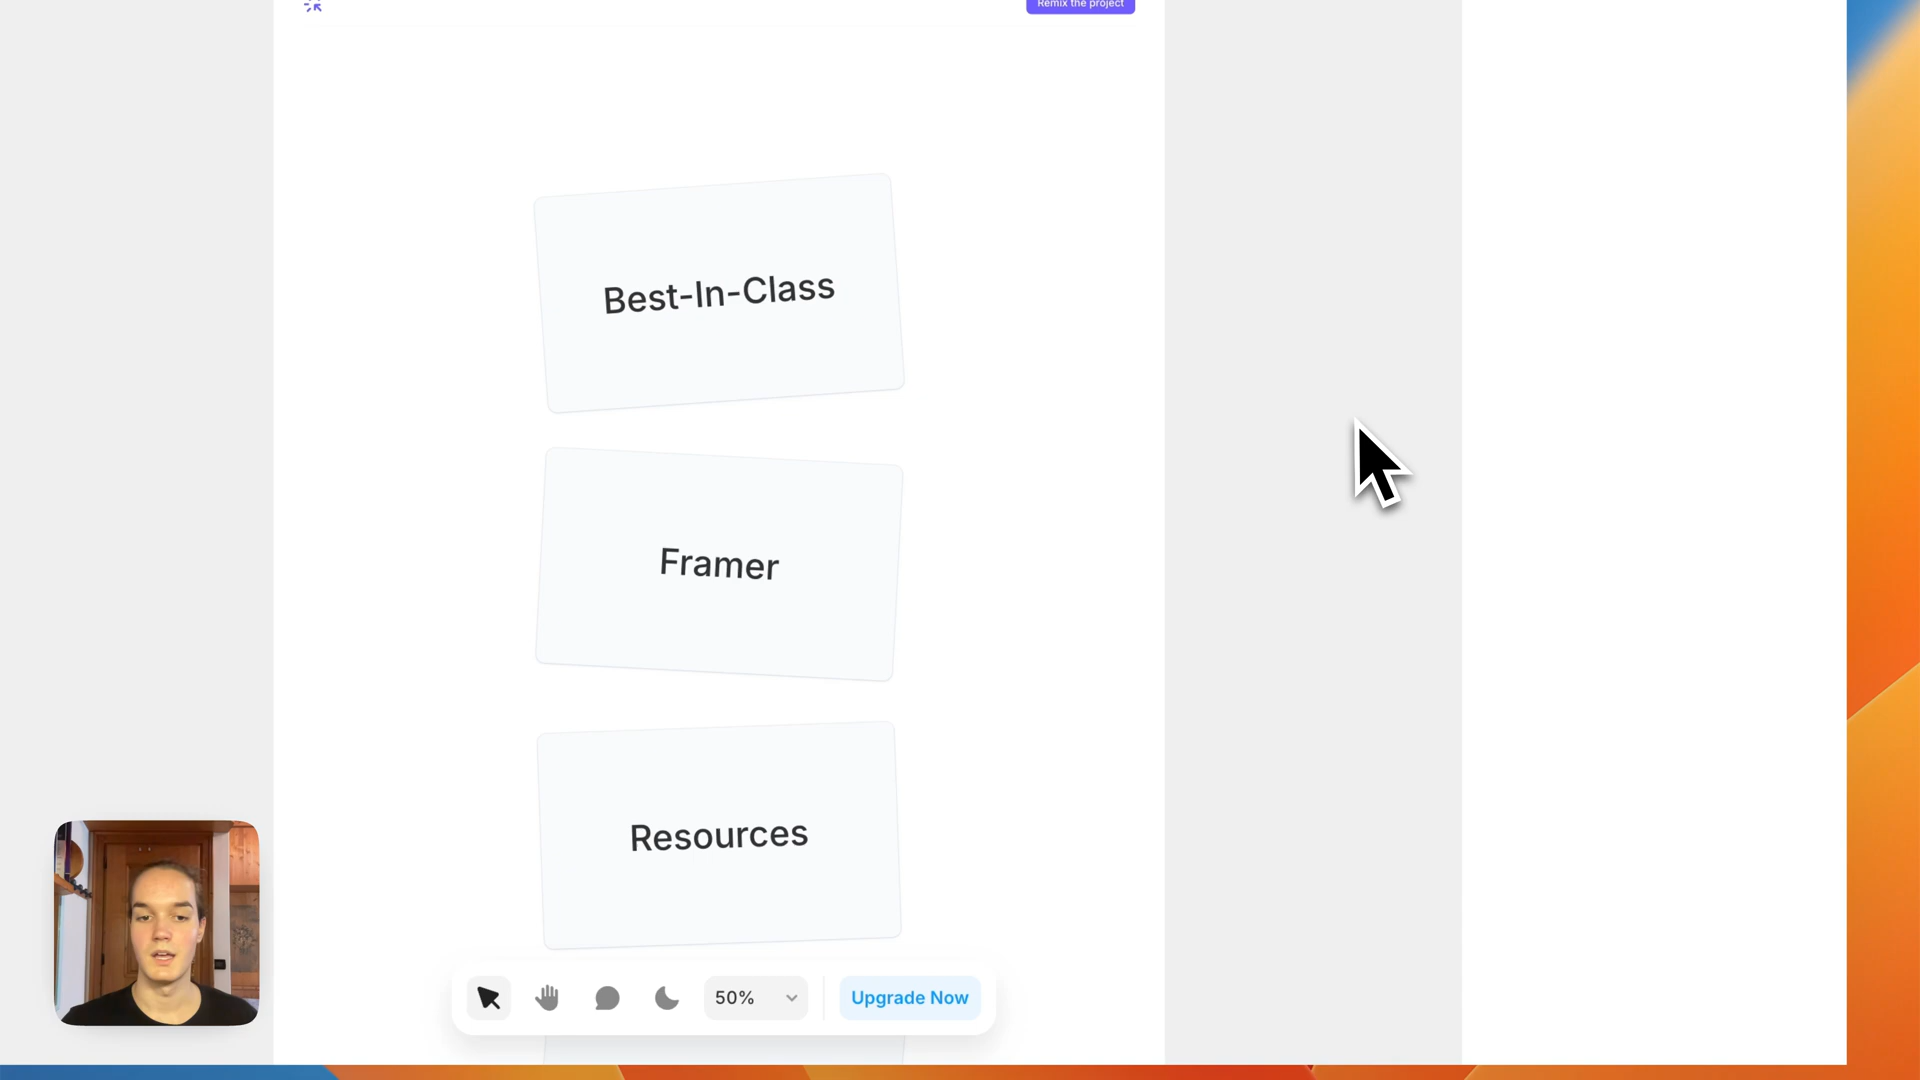 Remix the project
Best-In-Class
Framer
Resources
50%
Upgrade Now